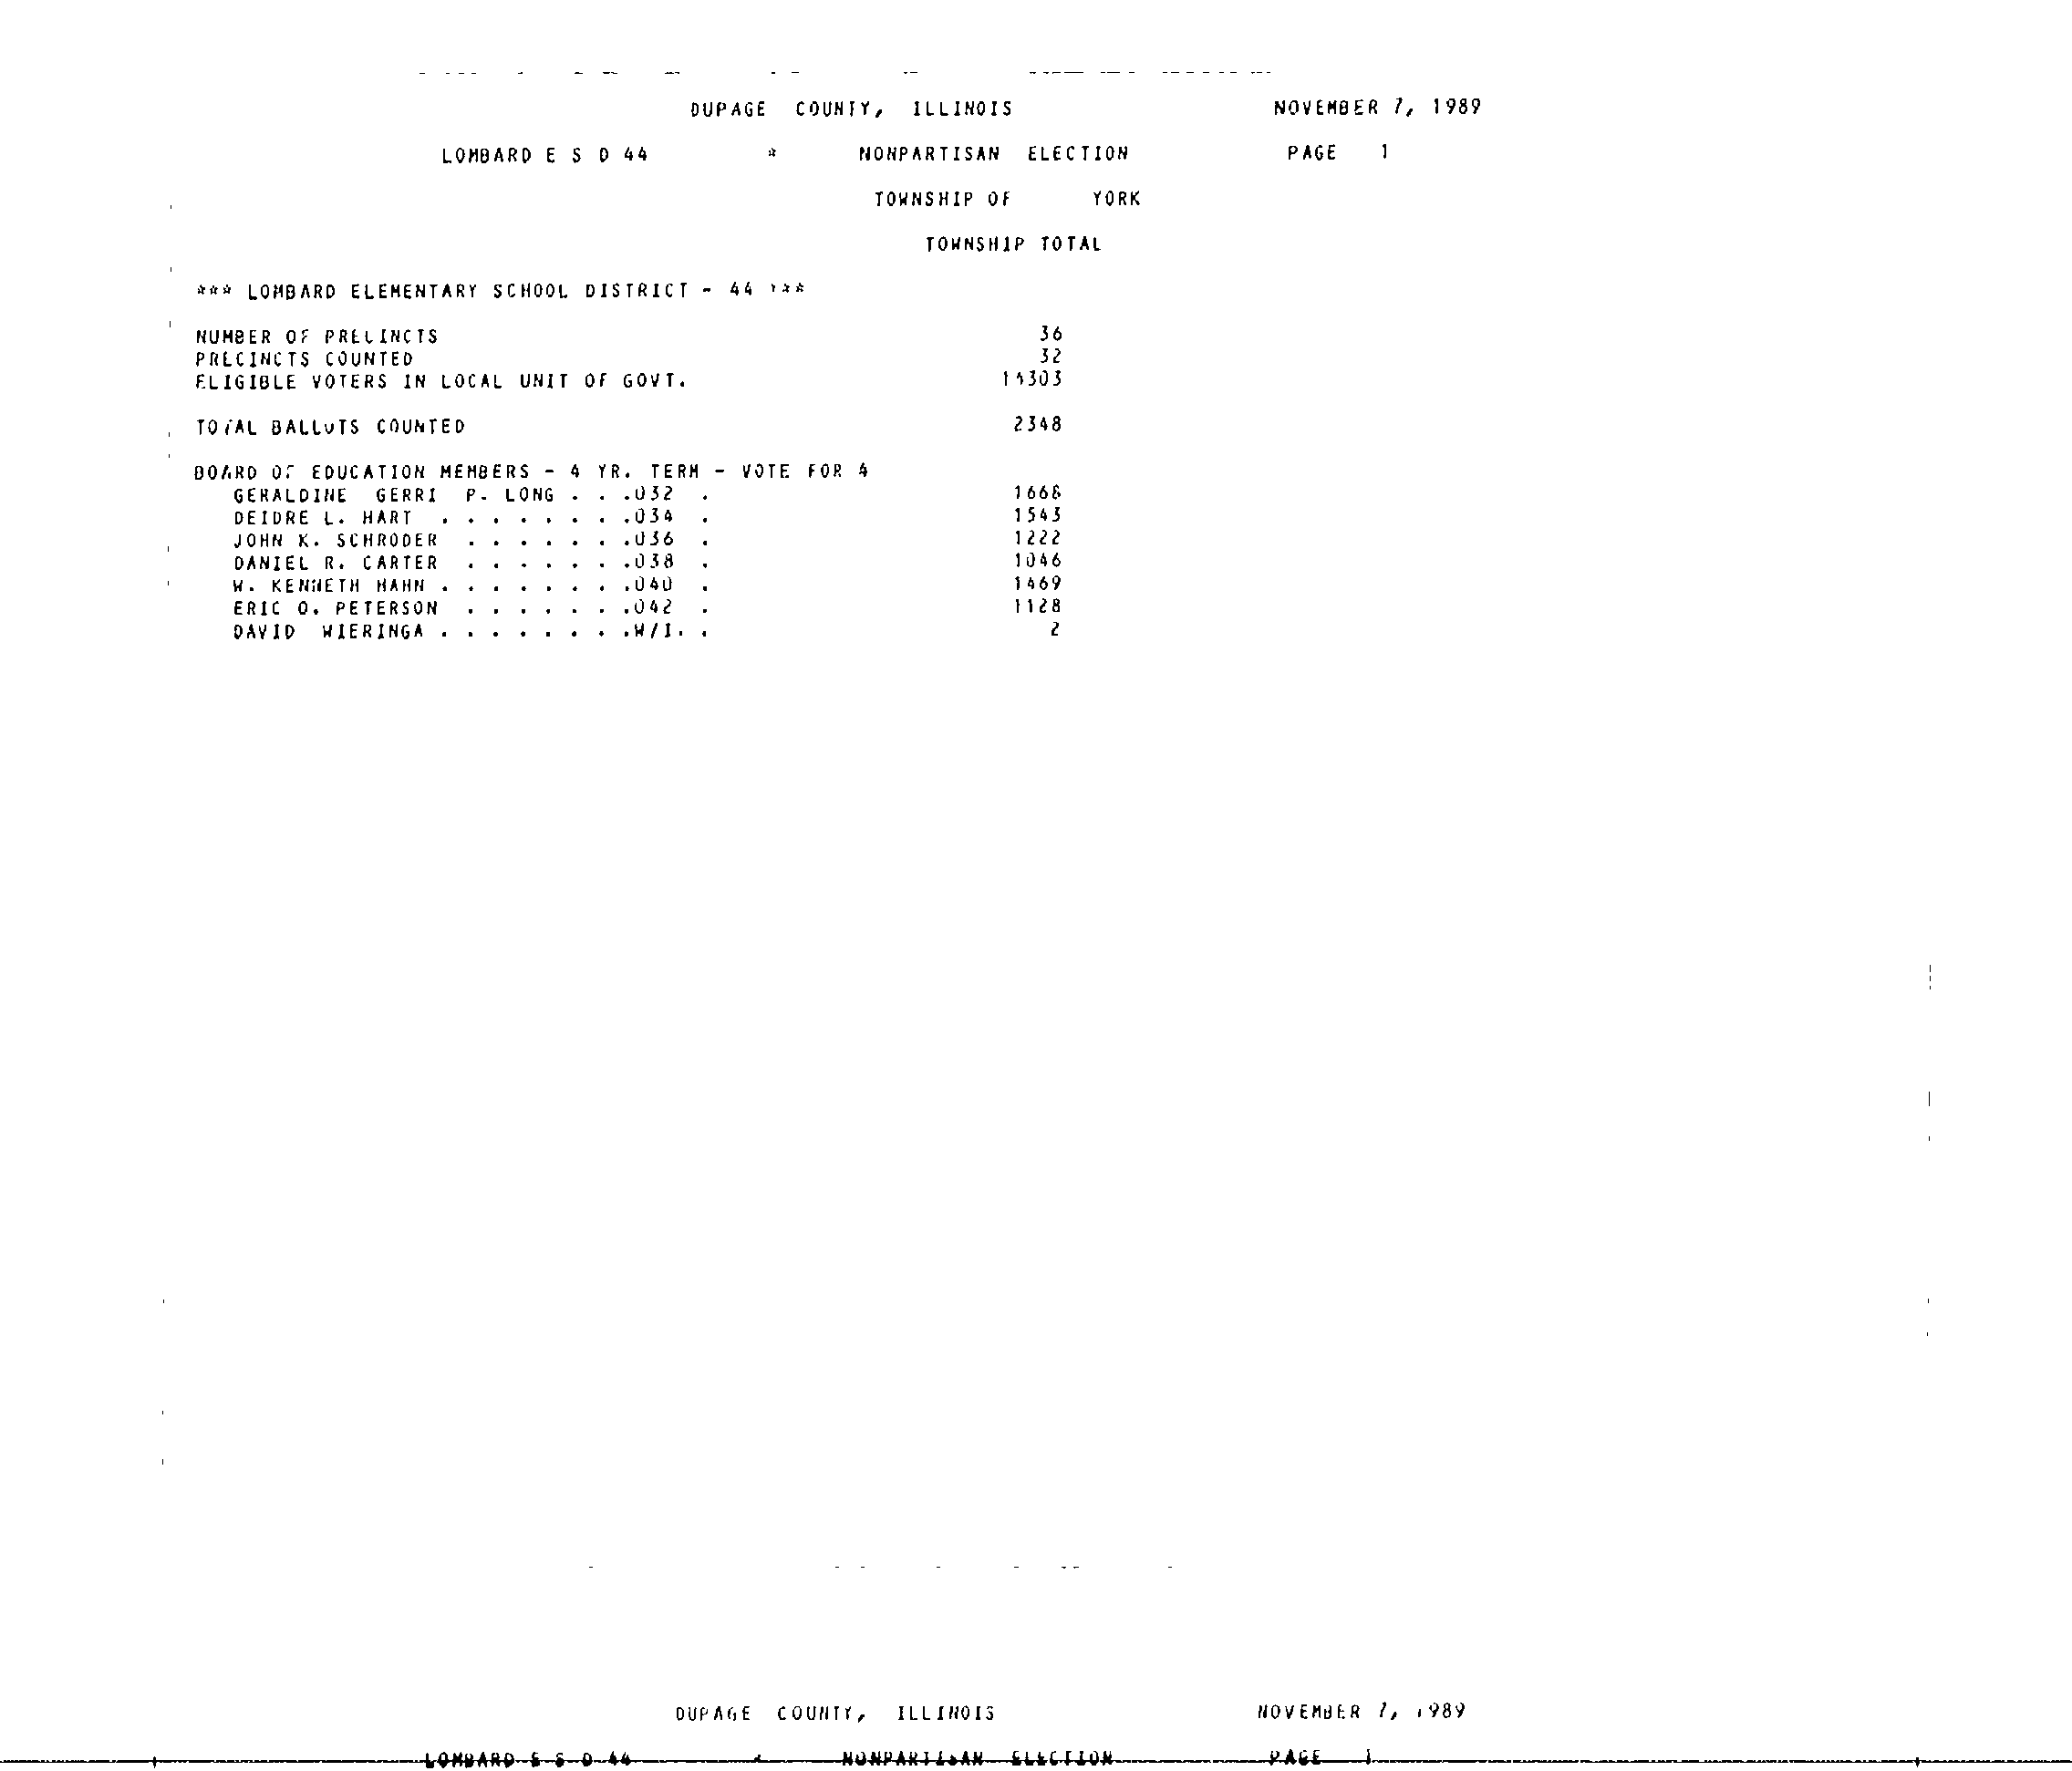 DUPAGE COUNTY, ILLINOIS NOVEMBER 7, 1989
LOMBARD E S D 44 * NONPARTISAN ELECTION PAGE 1
TOWNSHIP OF YORK
TOWNSHIP TOTAL
*** LOMBARD ELEMENTARY SCHOOL DISTRICT - 44 ***
NUMBER OF PRECINCTS 36
PRECINCTS COUNTED 32
ELIGIBLE VOTERS IN LOCAL UNIT OF GOVT.
TOTAL BALLOTS COUNTED 2348
BOARD OF EDUCATION MEMBERS - 4 YR. TERM - VOTE FOR 4
GERALDINE GERRI P. LONG . . .032 . 1668
DEIDRE L. HART . . . . . . . .034 . 1543
JOHN K. SCHRODER . . . . . . .036 . 1222
DANIEL R. CARTER . . . . . . .038 . 1046
W. KENNETH HAHN . . . . . . . .040 . 1469
ERIC O. PETERSON . . . . . . .042 . 1128
DAVID WIERINGA . . . . . . . .W/I. . 2
DUPAGE COUNTY, ILLINOIS NOVEMBER 7, 1989
LOMBARD E S D 44 * NONPARTISAN ELECTION PAGE 1